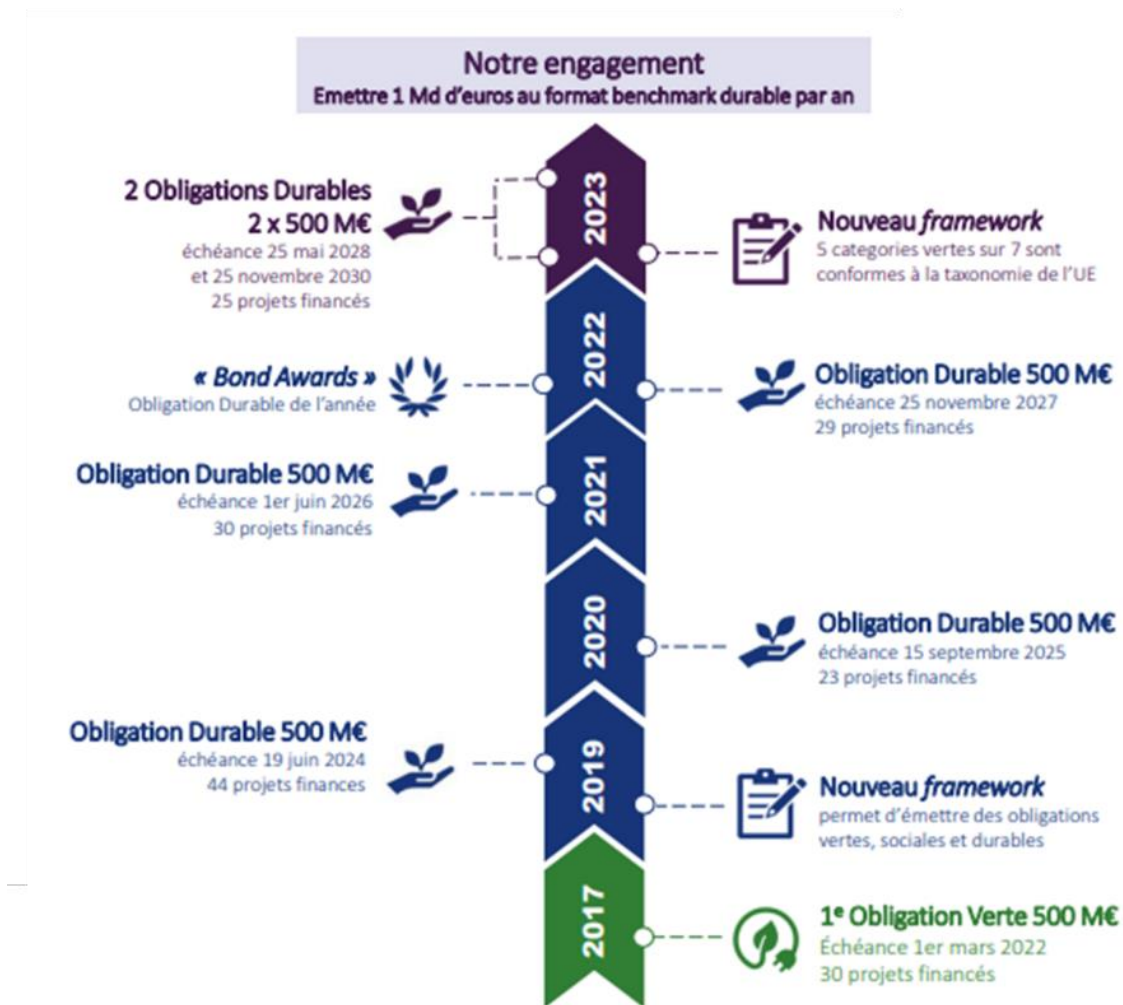 Notre engagement
Emettre 1 Md d'euros au format benchmark durable par an
2023
2 Obligations Durables
2 x 500 M€
échéance 25 mai 2028
et 25 novembre 2030
25 projets financés
Nouveau framework
5 categories vertes sur 7 sont
conformes à la taxonomie de l'UE
2022
« Bond Awards »
Obligation Durable de l'année
Obligation Durable 500 M€
échéance 25 novembre 2027
29 projets financés
2021
Obligation Durable 500 M€
échéance 1er juin 2026
30 projets financés
2020
Obligation Durable 500 M€
échéance 15 septembre 2025
23 projets financés
2019
Obligation Durable 500 M€
échéance 19 juin 2024
44 projets finances
Nouveau framework
permet d'émettre des obligations
vertes, sociales et durables
2017
1e Obligation Verte 500 M€
Échéance 1er mars 2022
30 projets financés